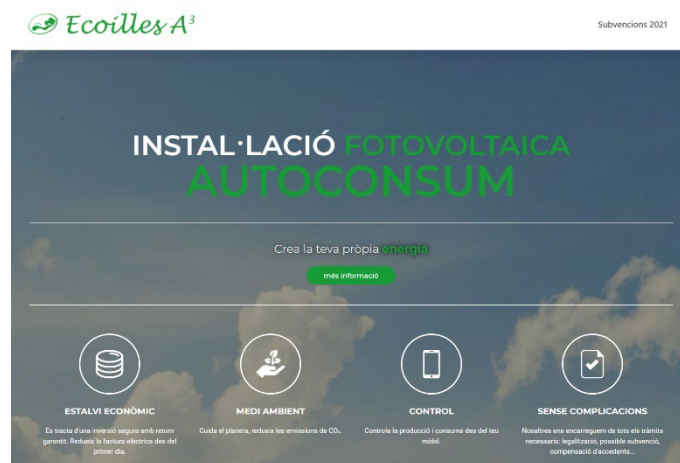 Ecoílles A³
Subvencions 2021
INSTAL·LACIÓ FOTOVOLTAICA
AUTOCONSUM
Crea la teva pròpia energia
més informació
ESTALVI ECONÒMIC
Es tracta d'una inversió segura amb retorn
garantit. Redueix la factura elèctrica des del
primer dia.
MEDI AMBIENT
Cuida el planeta, redueix les emissions de CO₂.
CONTROL
Controla la producció i consums des del teu
mòbil.
SENSE COMPLICACIONS
Nosaltres ens encarreguem de tots els tràmits
necessaris: legalització, possible subvenció,
compensació d'accedents...